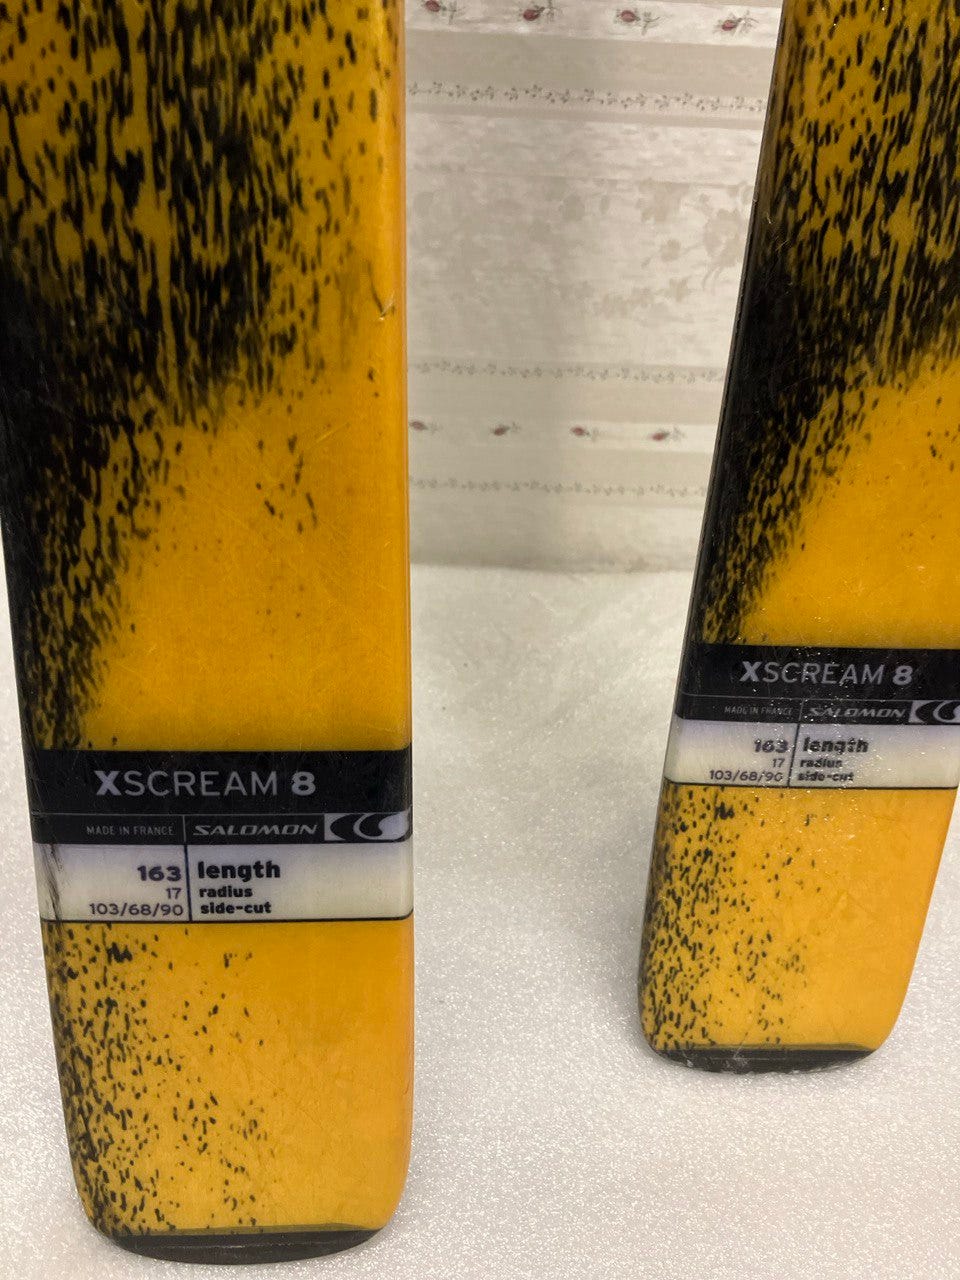 XSCREAM 8
MADE IN FRANCE SALOMON
163 length
17 radius
103/68/90 side-cut
XSCREAM 8
MADE IN FRANCE SALOMON
163 length
17 radius
103/68/90 side-cut